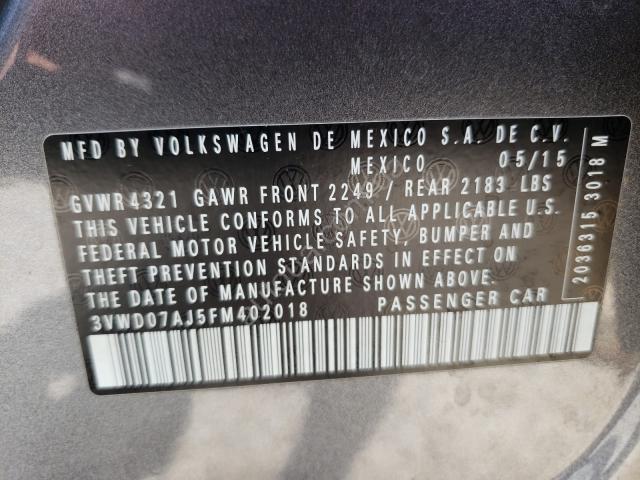 MFD BY VOLKSWAGEN DE MEXICO S.A. DE C.V.
MEXICO 05/15
GVWR 4321 GAWR FRONT 2249 / REAR 2183 LBS
THIS VEHICLE CONFORMS TO ALL APPLICABLE U.S.
FEDERAL MOTOR VEHICLE SAFETY, BUMPER AND
THEFT PREVENTION STANDARDS IN EFFECT ON
THE DATE OF MANUFACTURE SHOWN ABOVE.
3VWD07AJ5FM402018 PASSENGER CAR
2036315 3018 M